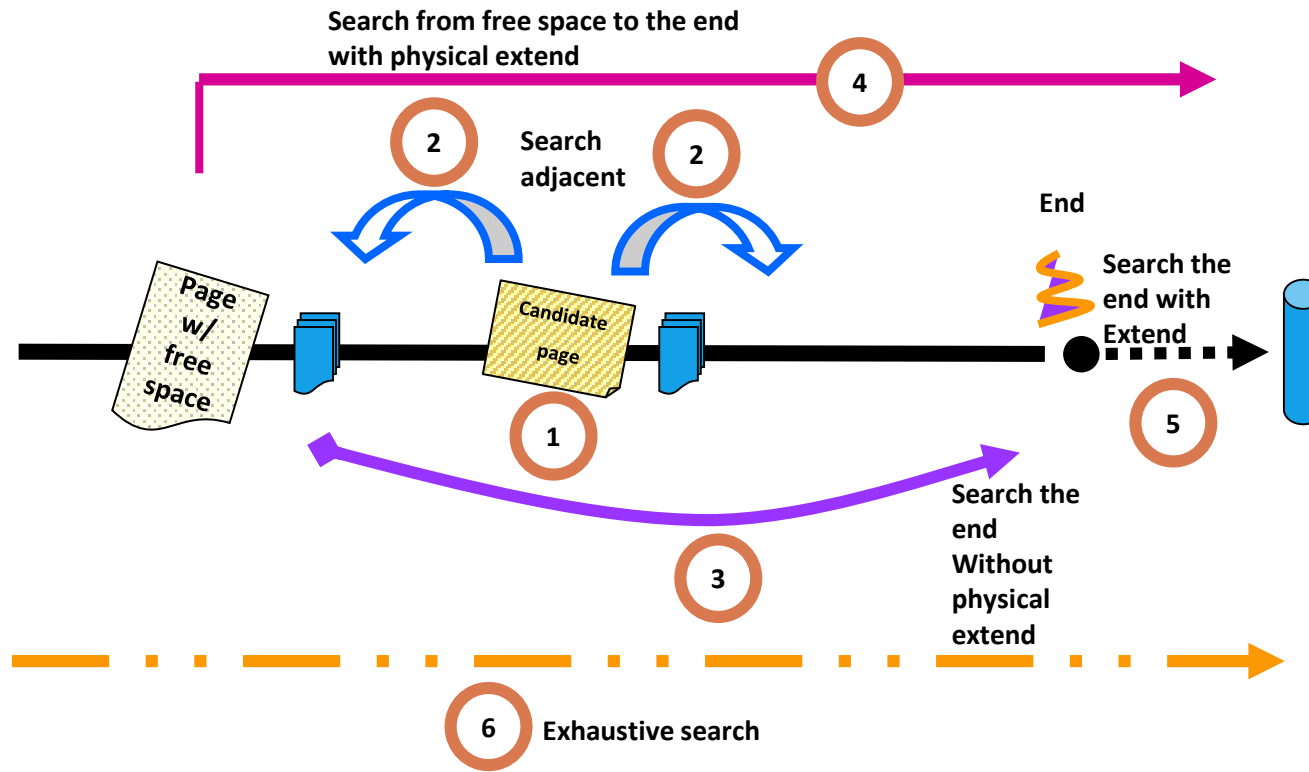 Search from free space to the end
with physical extend
4
2
Search
adjacent
2
End
Search the
end with
Extend
Page
w/
free
space
Candidate
page
1
5
3
Search the
end
Without
physical
extend
6
Exhaustive search